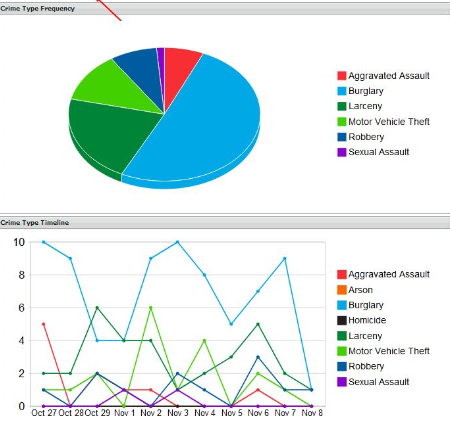 Crime Type Frequency
Aggravated Assault
Burglary
Larceny
Motor Vehicle Theft
Robbery
Sexual Assault
Crime Type Timeline
10
8
6
4
2
0
Oct 27 Oct 28 Oct 29 Nov 1 Nov 2 Nov 3 Nov 4 Nov 5 Nov 6 Nov 7 Nov 8
Aggravated Assault
Arson
Burglary
Homicide
Larceny
Motor Vehicle Theft
Robbery
Sexual Assault